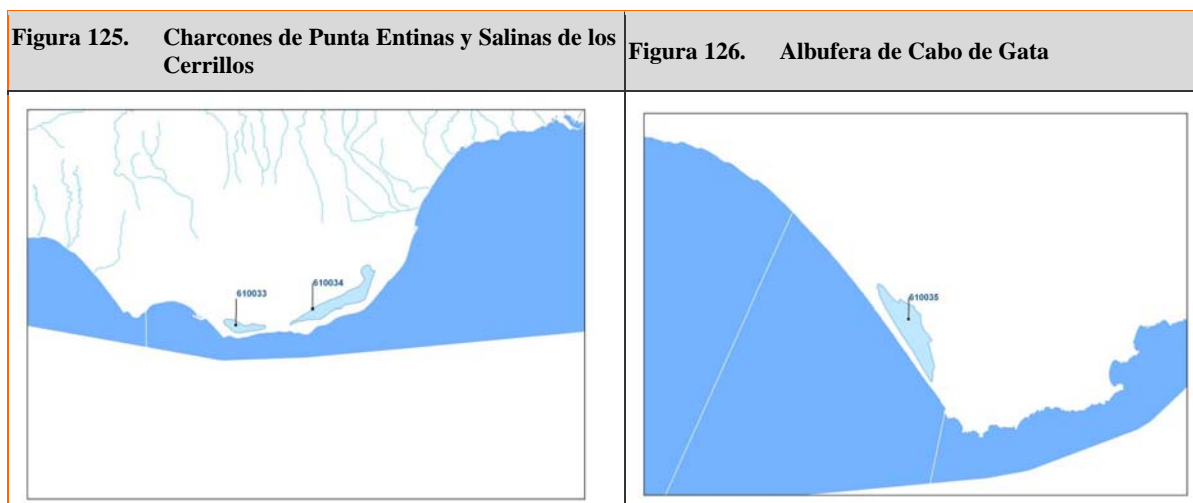 Figura 125. Charcones de Punta Entinas y Salinas de los
Cerrillos
Figura 126. Albufera de Cabo de Gata
610033
610034
610035